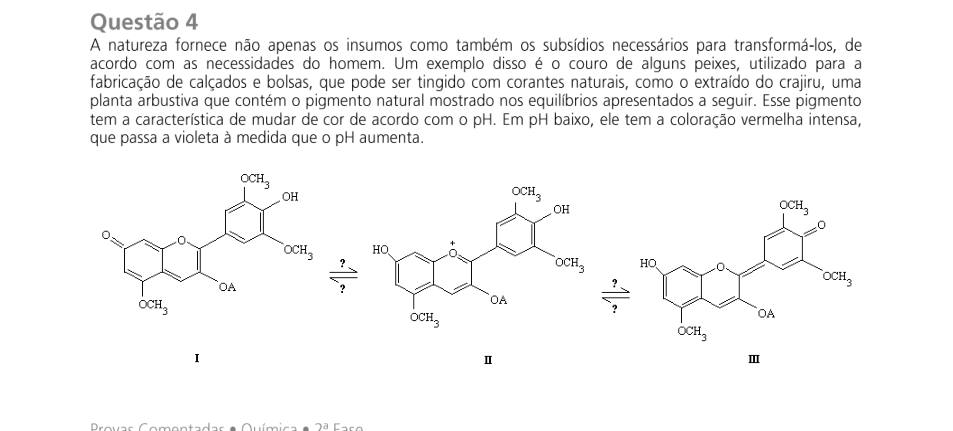 Questão 4
A natureza fornece não apenas os insumos como também os subsídios necessários para transformá-los, de
acordo com as necessidades do homem. Um exemplo disso é o couro de alguns peixes, utilizado para a
fabricação de calçados e bolsas, que pode ser tingido com corantes naturais, como o extraído do crajiru, uma
planta arbustiva que contém o pigmento natural mostrado nos equilíbrios apresentados a seguir. Esse pigmento
tem a característica de mudar de cor de acordo com o pH. Em pH baixo, ele tem a coloração vermelha intensa,
que passa a violeta à medida que o pH aumenta.
OCH3
OH
O
O
OCH3
OA
OCH3
I
?
?
OCH3
OH
HO
+
O
OCH3
OA
OCH3
II
?
?
OCH3
O
HO
O
OCH3
OA
OCH3
III
Provas Comentadas • Química • 2ª Fase